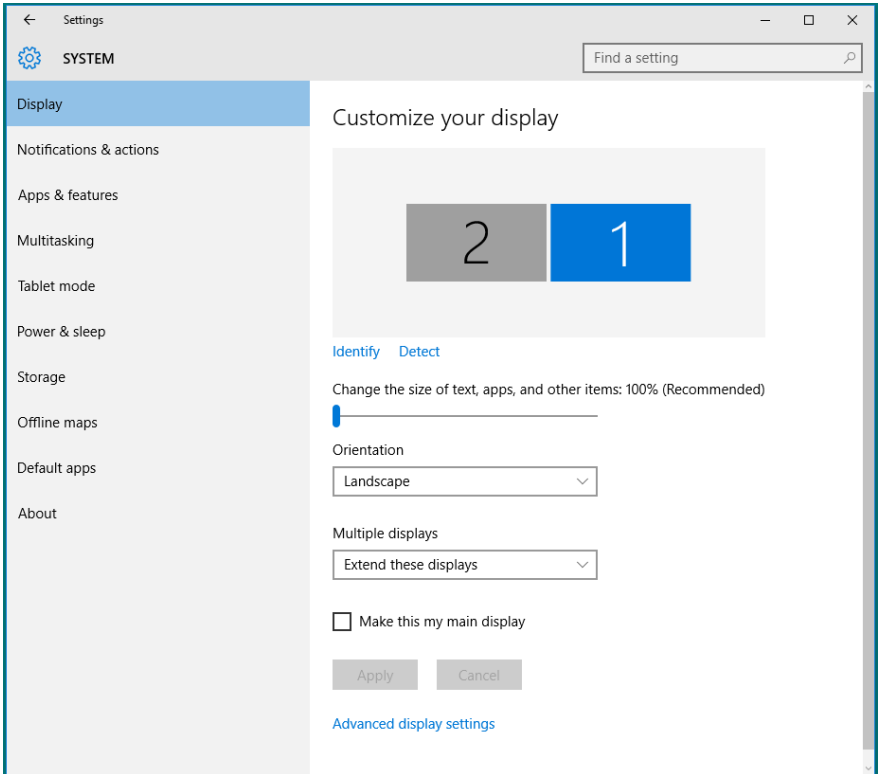 Settings
SYSTEM
Find a setting
Display
Notifications & actions
Apps & features
Multitasking
Tablet mode
Power & sleep
Storage
Offline maps
Default apps
About
Customize your display
2 1
Identify Detect
Change the size of text, apps, and other items: 100% (Recommended)
Orientation
Landscape
Multiple displays
Extend these displays
Make this my main display
Apply Cancel
Advanced display settings